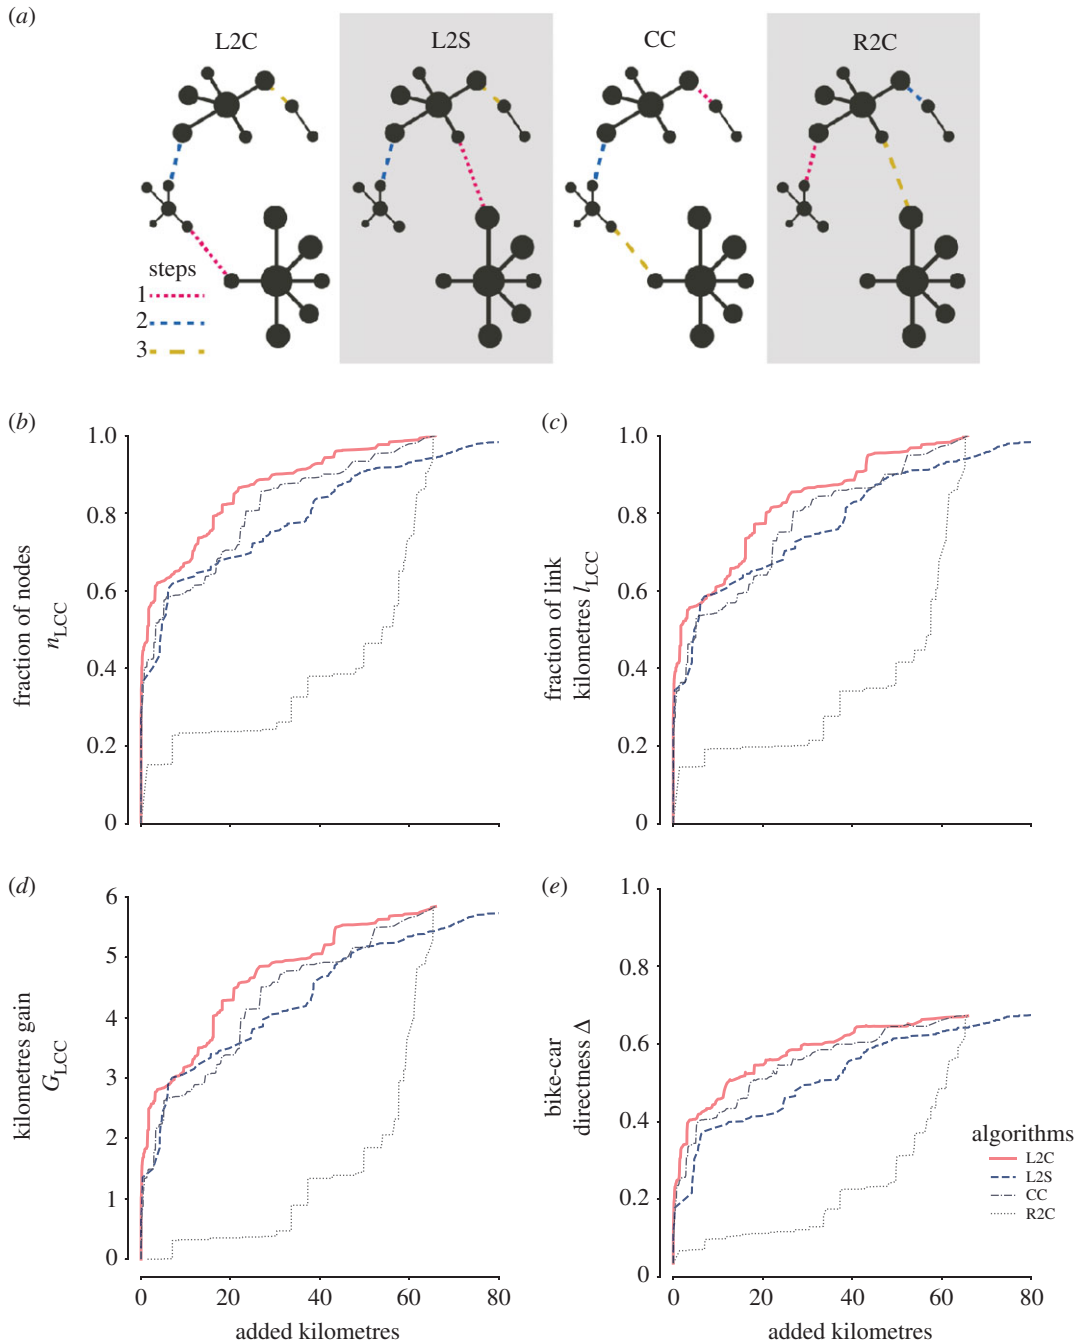 (a)
L2C
L2S
CC
R2C
steps
1
2
3
(b)
1.0
0.8
0.6
0.4
0.2
0
fraction of nodes
n_LCC
(c)
1.0
0.8
0.6
0.4
0.2
0
fraction of link
kilometres l_LCC
(d)
6
5
4
3
2
1
0
kilometres gain
G_LCC
0 20 40 60 80
added kilometres
(e)
1.0
0.8
0.6
0.4
0.2
0
bike-car
directness Δ
algorithms
L2C
L2S
CC
R2C
0 20 40 60 80
added kilometres